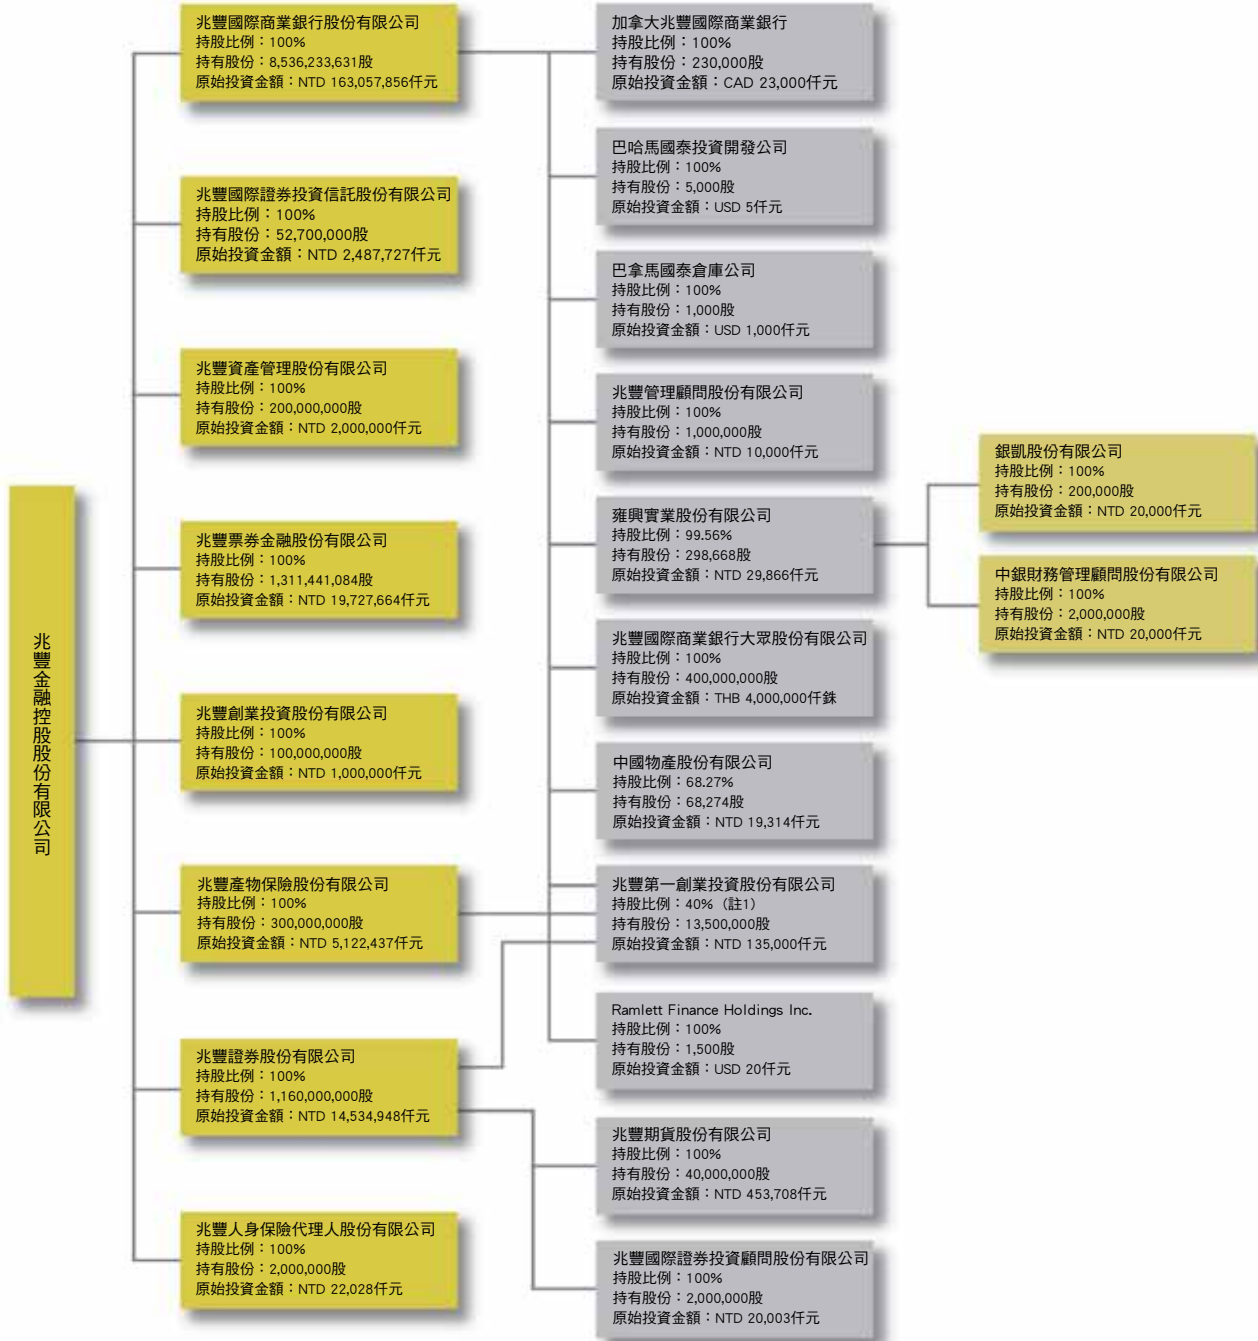 兆豐金融控股股份有限公司
兆豐國際商業銀行股份有限公司
持股比例：100%
持有股份：8,536,233,631股
原始投資金額：NTD 163,057,856仟元
兆豐國際證券投資信託股份有限公司
持股比例：100%
持有股份：52,700,000股
原始投資金額：NTD 2,487,727仟元
兆豐資產管理股份有限公司
持股比例：100%
持有股份：200,000,000股
原始投資金額：NTD 2,000,000仟元
兆豐票券金融股份有限公司
持股比例：100%
持有股份：1,311,441,084股
原始投資金額：NTD 19,727,664仟元
兆豐創業投資股份有限公司
持股比例：100%
持有股份：100,000,000股
原始投資金額：NTD 1,000,000仟元
兆豐產物保險股份有限公司
持股比例：100%
持有股份：300,000,000股
原始投資金額：NTD 5,122,437仟元
兆豐證券股份有限公司
持股比例：100%
持有股份：1,160,000,000股
原始投資金額：NTD 14,534,948仟元
兆豐人身保險代理人股份有限公司
持股比例：100%
持有股份：2,000,000股
原始投資金額：NTD 22,028仟元
加拿大兆豐國際商業銀行
持股比例：100%
持有股份：230,000股
原始投資金額：CAD 23,000仟元
巴哈馬國泰投資開發公司
持股比例：100%
持有股份：5,000股
原始投資金額：USD 5仟元
巴拿馬國泰倉庫公司
持股比例：100%
持有股份：1,000股
原始投資金額：USD 1,000仟元
兆豐管理顧問股份有限公司
持股比例：100%
持有股份：1,000,000股
原始投資金額：NTD 10,000仟元
雍興實業股份有限公司
持股比例：99.56%
持有股份：298,668股
原始投資金額：NTD 29,866仟元
兆豐國際商業銀行大眾股份有限公司
持股比例：100%
持有股份：400,000,000股
原始投資金額：THB 4,000,000仟銖
中國物產股份有限公司
持股比例：68.27%
持有股份：68,274股
原始投資金額：NTD 19,314仟元
兆豐第一創業投資股份有限公司
持股比例：40%（註1）
持有股份：13,500,000股
原始投資金額：NTD 135,000仟元
Ramlett Finance Holdings Inc.
持股比例：100%
持有股份：1,500股
原始投資金額：USD 20仟元
兆豐期貨股份有限公司
持股比例：100%
持有股份：40,000,000股
原始投資金額：NTD 453,708仟元
兆豐國際證券投資顧問股份有限公司
持股比例：100%
持有股份：2,000,000股
原始投資金額：NTD 20,003仟元
銀凱股份有限公司
持股比例：100%
持有股份：200,000股
原始投資金額：NTD 20,000仟元
中銀財務管理顧問股份有限公司
持股比例：100%
持有股份：2,000,000股
原始投資金額：NTD 20,000仟元